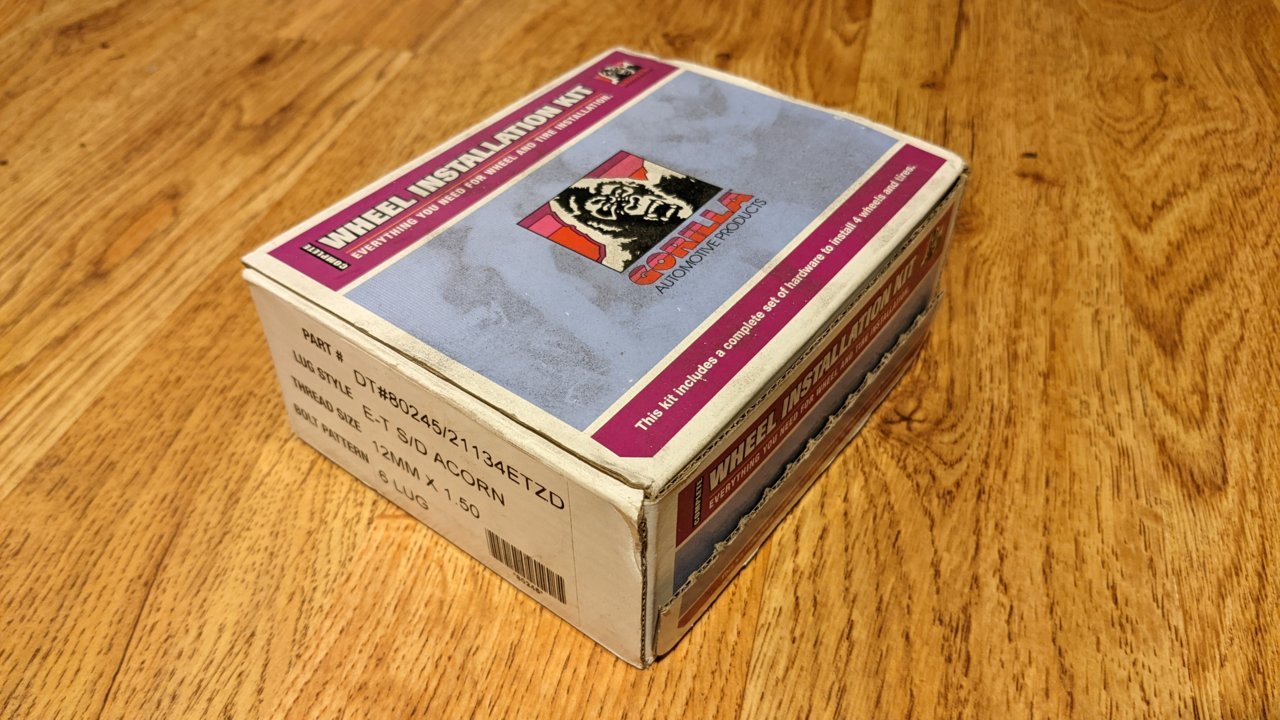 COMPLETE
WHEEL INSTALLATION KIT
EVERYTHING YOU NEED FOR WHEEL AND TIRE INSTALLATION.
GORILLA
AUTOMOTIVE PRODUCTS
This kit includes a complete set of hardware to install 4 wheels and tires.
PART # DT#80245/21134ETZD
LUG STYLE E-T S/D ACORN
THREAD SIZE 12MM X 1.50
BOLT PATTERN 6 LUG
COMPLETE
WHEEL INSTALLATION KIT
EVERYTHING YOU NEED FOR WHEEL AND TIRE INSTALLATION.